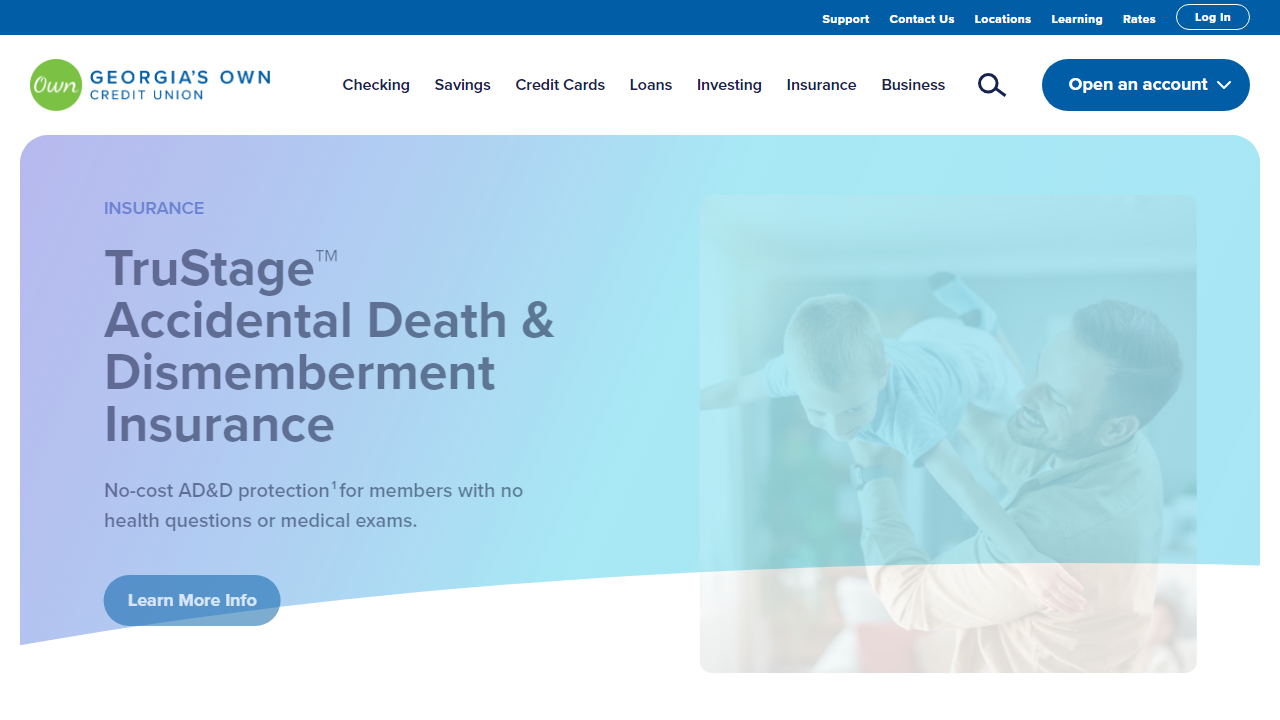 Support Contact Us Locations Learning Rates Log In
Own GEORGIA'S OWN
CREDIT UNION
Checking Savings Credit Cards Loans Investing Insurance Business Open an account
INSURANCE
TruStage™
Accidental Death &
Dismemberment
Insurance
No-cost AD&D protection¹ for members with no
health questions or medical exams.
Learn More Info